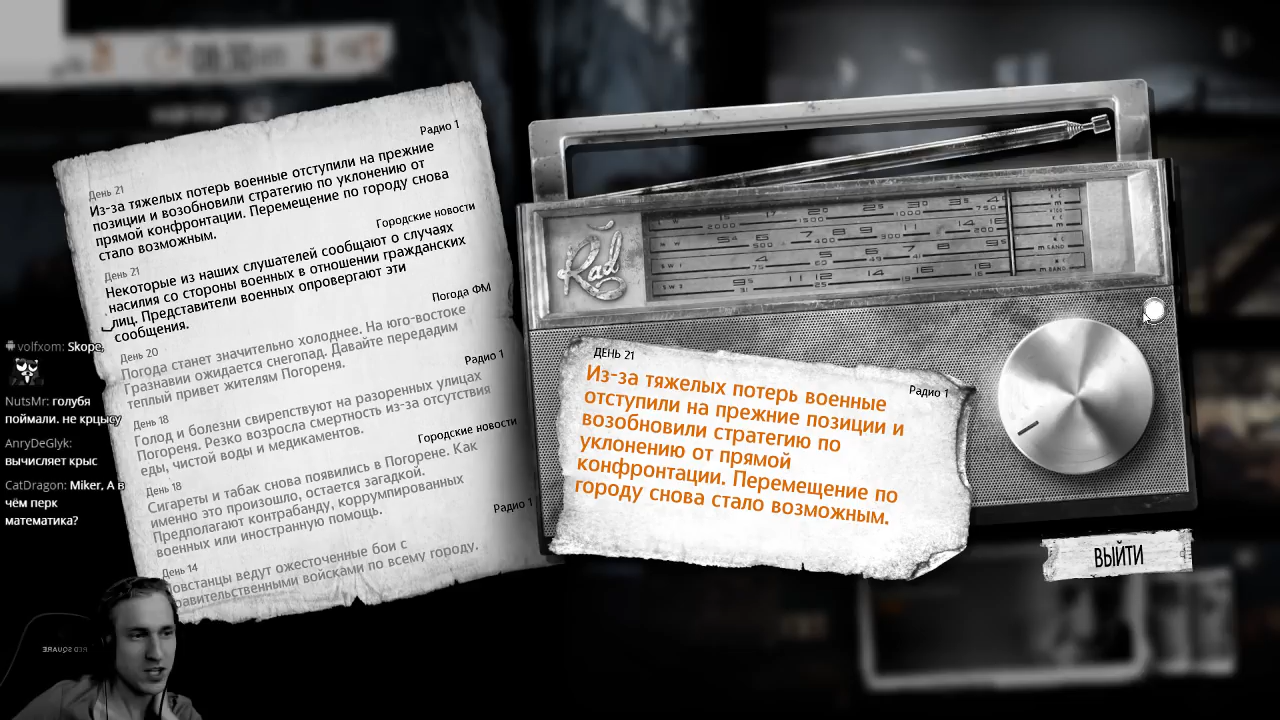 Радио 1
День 21
Из-за тяжелых потерь военные отступили на прежние
позиции и возобновили стратегию по уклонению от
прямой конфронтации. Перемещение по городу снова
стало возможным.
Городские новости
День 21
Некоторые из наших слушателей сообщают о случаях
насилия со стороны военных в отношении гражданских
лиц. Представители военных опровергают эти
сообщения.
Погода ФМ
День 20
Погода станет значительно холоднее. На юго-востоке
Гразнавии ожидается снегопад. Давайте передадим
теплый привет жителям Погореня.
Радио 1
День 18
Голод и болезни свирепствуют на разоренных улицах
Погореня. Резко возросла смертность из-за отсутствия
еды, чистой воды и медикаментов.
Городские новости
День 18
Сигареты и табак снова появились в Погорене. Как
именно это произошло, остается загадкой.
Предполагают контрабанду, коррумпированных
военных или иностранную помощь.
Радио 1
День 14
Повстанцы ведут ожесточенные бои с
правительственными войсками по всему городу.
volfxom: Skope,
NutsMr: голубя
поймали. не крцысу
AnryDeGlyk:
вычисляет крыс
CatDragon: Miker, А в
чём перк
математика?
RED SQUARE
Rad
ДЕНЬ 21
Радио 1
Из-за тяжелых потерь военные
отступили на прежние позиции и
возобновили стратегию по
уклонению от прямой
конфронтации. Перемещение по
городу снова стало возможным.
ВЫЙТИ